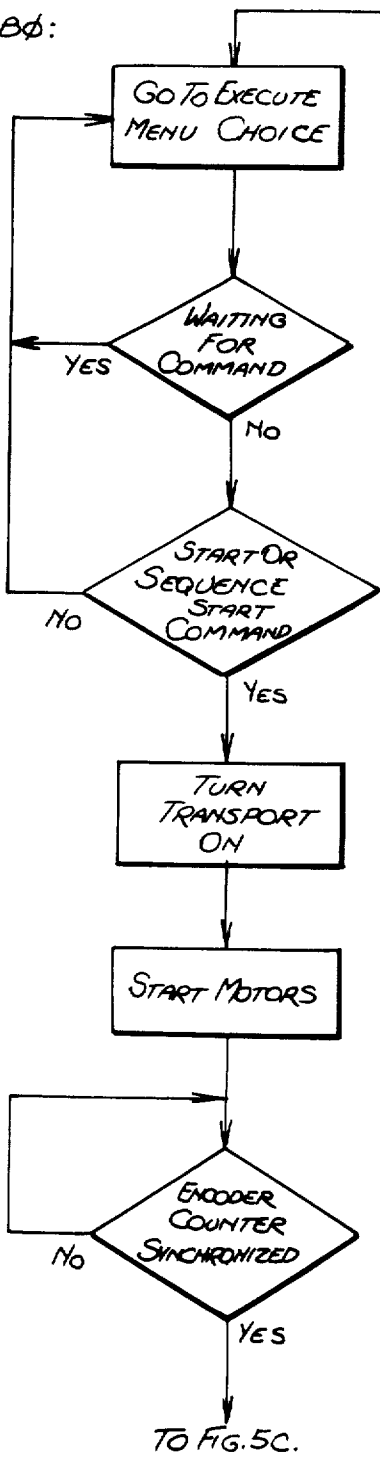 BØ:
GO TO EXECUTE
MENU CHOICE
WAITING
FOR
COMMAND
YES
NO
START OR
SEQUENCE
START
COMMAND
NO
YES
TURN
TRANSPORT
ON
START MOTORS
ENCODER
COUNTER
SYNCHRONIZED
NO
YES
TO FIG. 5C.